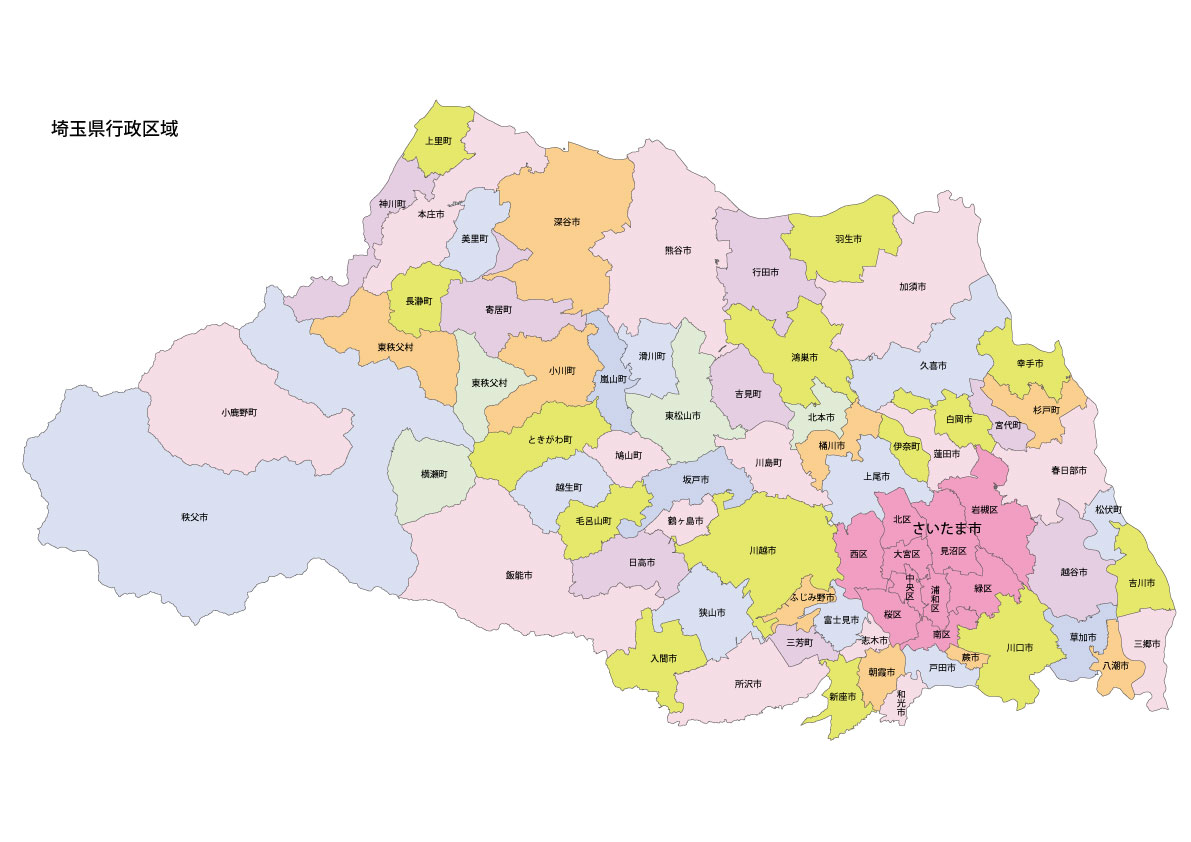 埼玉県行政区域
上里町
神川町
本庄市
美里町
深谷市
熊谷市
行田市
羽生市
加須市
長瀞町
寄居町
東秩父村
東秩父村
小川町
嵐山町
滑川町
東松山市
吉見町
鴻巣市
久喜市
幸手市
杉戸町
宮代町
白岡市
北本市
桶川市
伊奈町
蓮田市
小鹿野町
横瀬町
ときがわ町
鳩山町
川島町
上尾市
春日部市
秩父市
越生町
坂戸市
毛呂山町
鶴ヶ島市
松伏町
岩槻区
北区
さいたま市
西区
大宮区
見沼区
川越市
日高市
飯能市
越谷市
吉川市
中央区
浦和区
緑区
ふじみ野市
狭山市
富士見市
桜区
南区
志木市
三芳町
入間市
所沢市
川口市
草加市
三郷市
八潮市
蕨市
戸田市
朝霞市
新座市
和光市